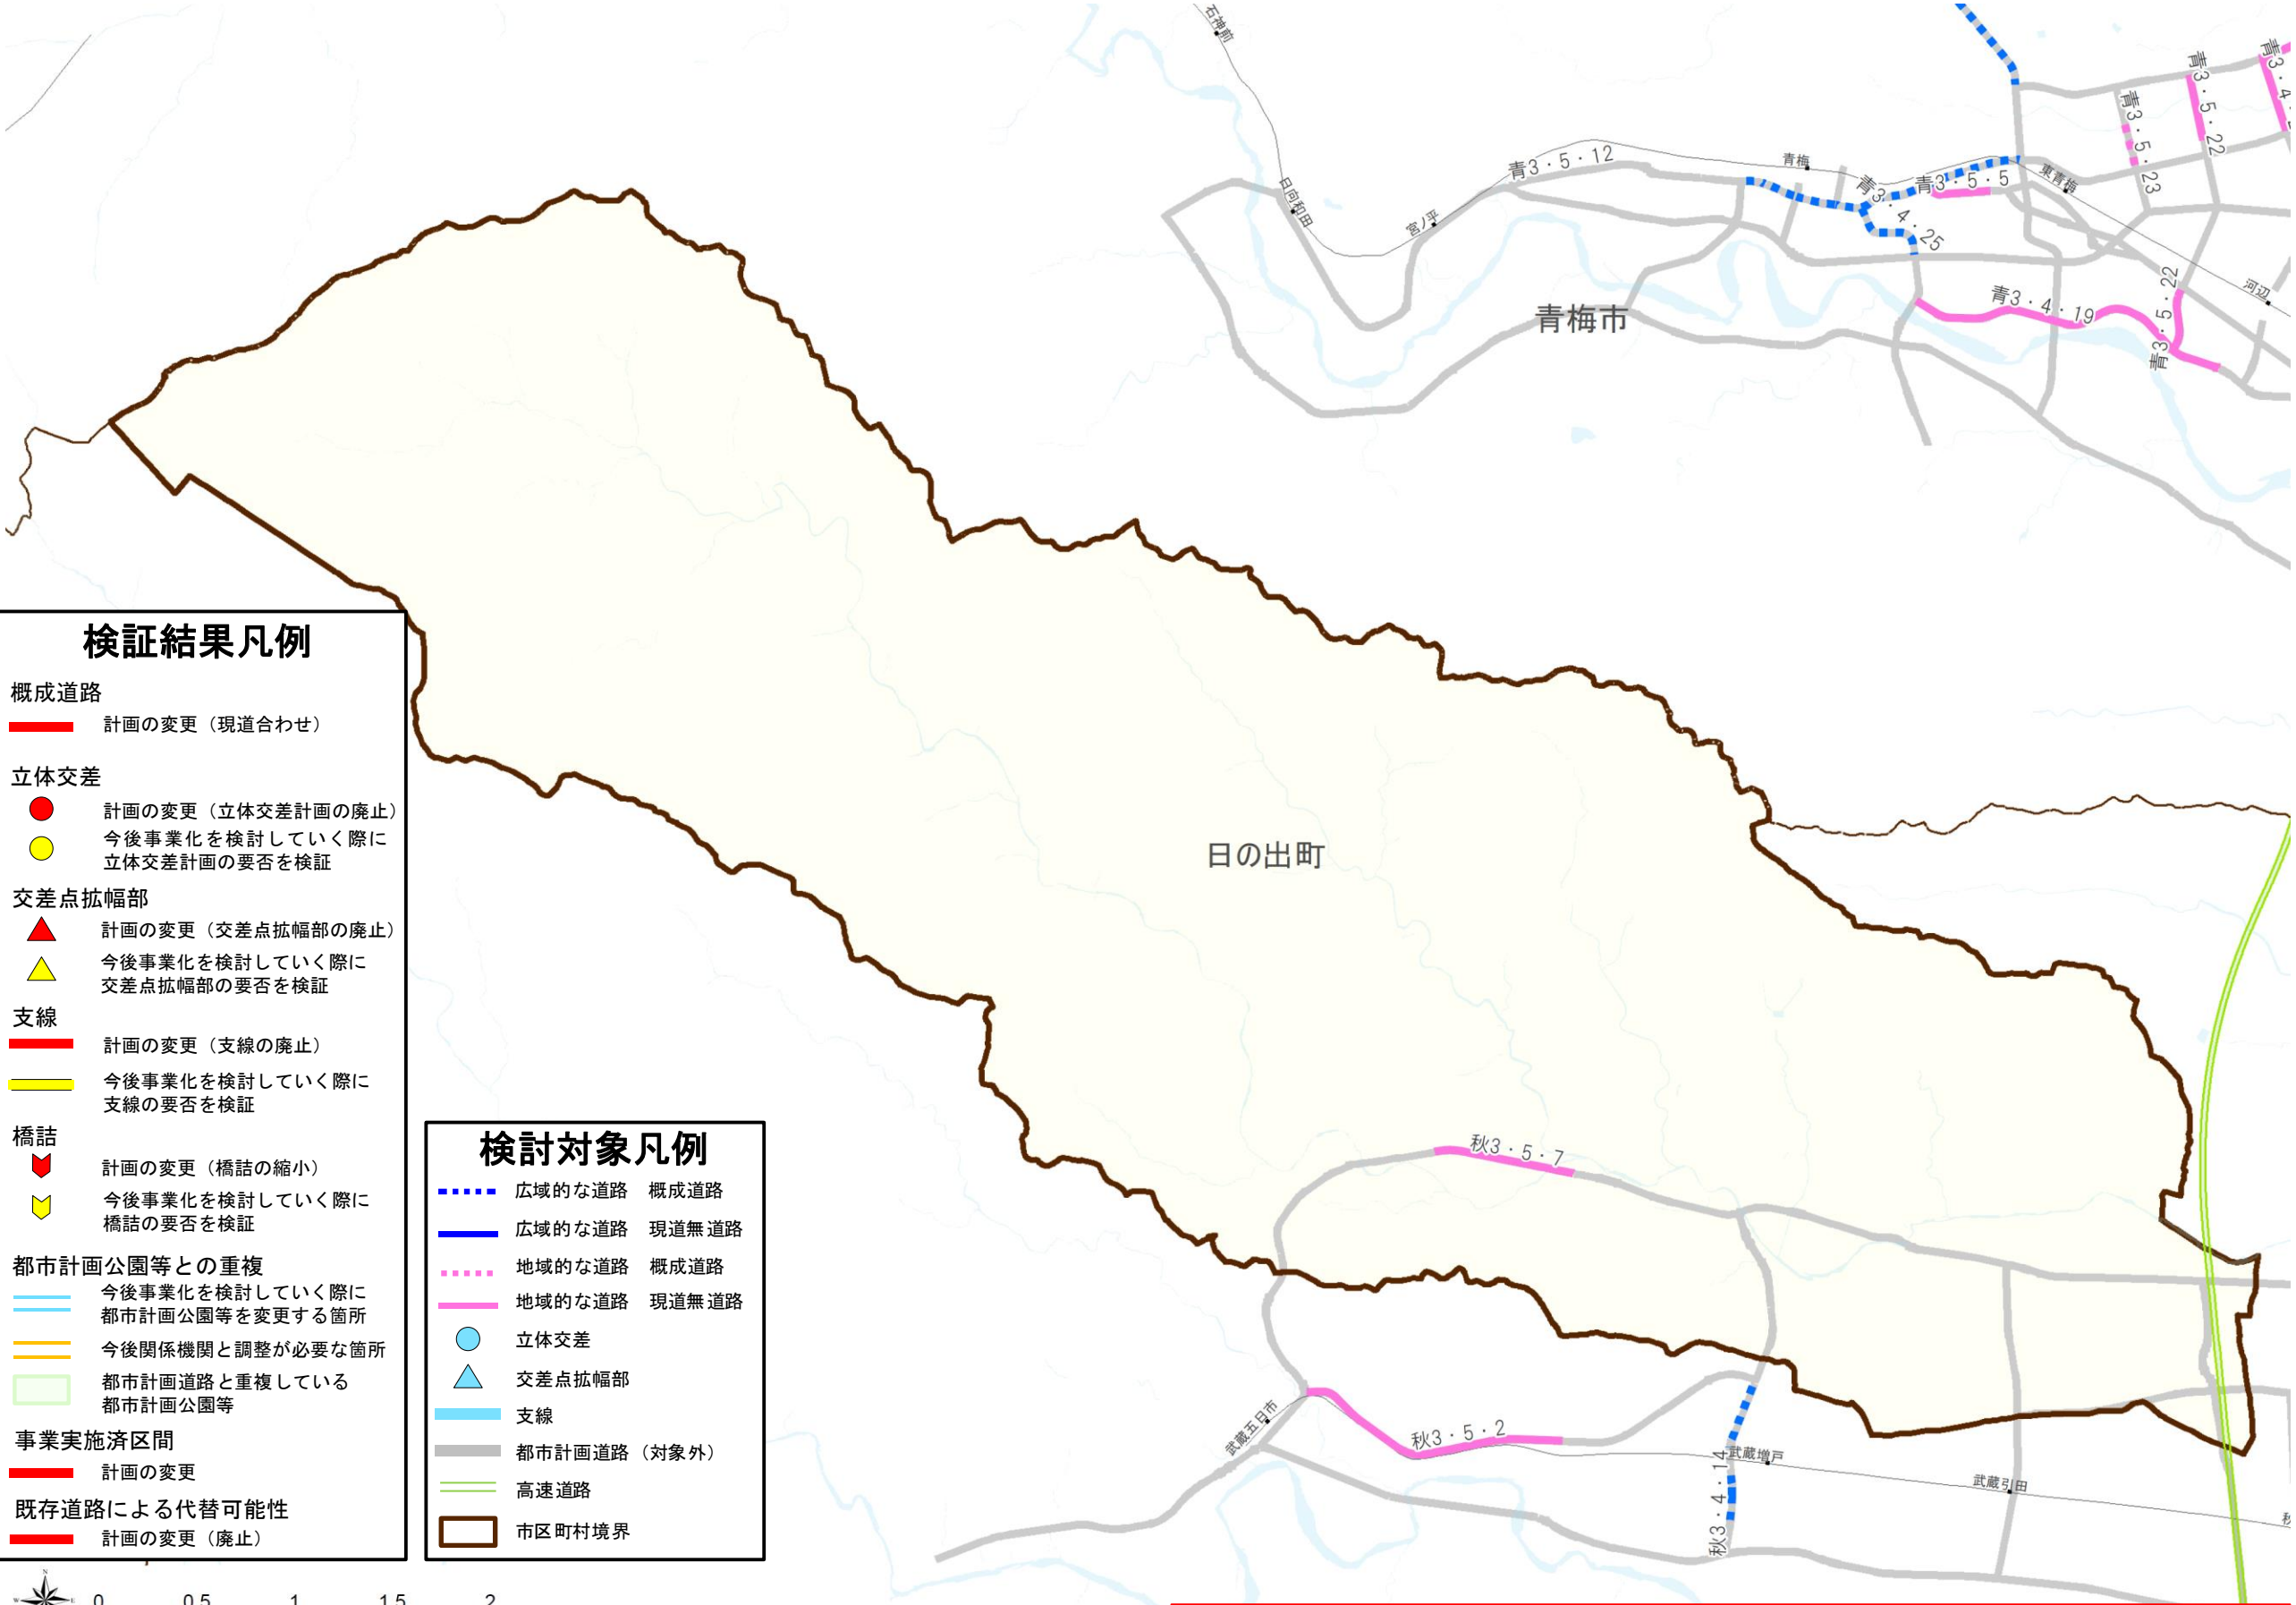 石神前
日向和田
宮ノ平
青3・5・12
青梅
青3・5・5
青3・4・25
東青梅
青3・5・23
青3・5・22
青3・4
河辺
青3・4・19
青3・5・22
青梅市
日の出町
秋3・5・7
秋3・5・2
秋3・4・14
武蔵五日市
武蔵増戸
武蔵引田
検証結果凡例
概成道路
計画の変更（現道合わせ）
立体交差
計画の変更（立体交差計画の廃止）
今後事業化を検討していく際に
立体交差計画の要否を検証
交差点拡幅部
計画の変更（交差点拡幅部の廃止）
今後事業化を検討していく際に
交差点拡幅部の要否を検証
支線
計画の変更（支線の廃止）
今後事業化を検討していく際に
支線の要否を検証
橋詰
計画の変更（橋詰の縮小）
今後事業化を検討していく際に
橋詰の要否を検証
都市計画公園等との重複
今後事業化を検討していく際に
都市計画公園等を変更する箇所
今後関係機関と調整が必要な箇所
都市計画道路と重複している
都市計画公園等
事業実施済区間
計画の変更
既存道路による代替可能性
計画の変更（廃止）
検討対象凡例
広域的な道路　概成道路
広域的な道路　現道無道路
地域的な道路　概成道路
地域的な道路　現道無道路
立体交差
交差点拡幅部
支線
都市計画道路（対象外）
高速道路
市区町村境界
N
W E
0 0.5 1 1.5 2